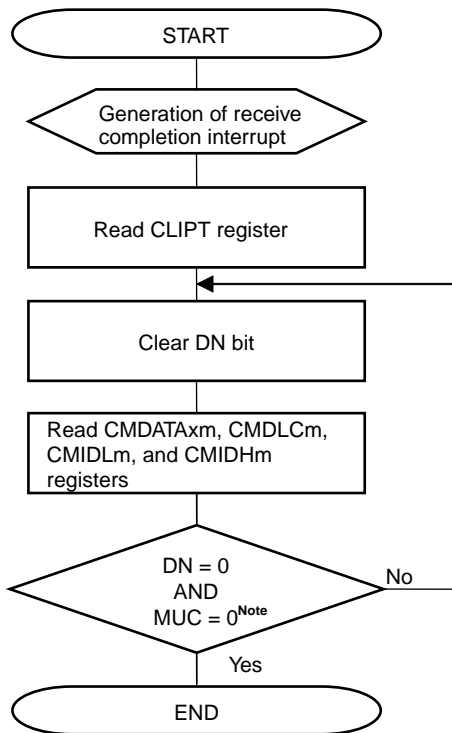 START
Generation of receive
completion interrupt
Read CLIPT register
Clear DN bit
Read CMDATAxm, CMDLCm,
CMIDLm, and CMIDHm
registers
DN = 0
AND
MUC = 0Note
No
Yes
END